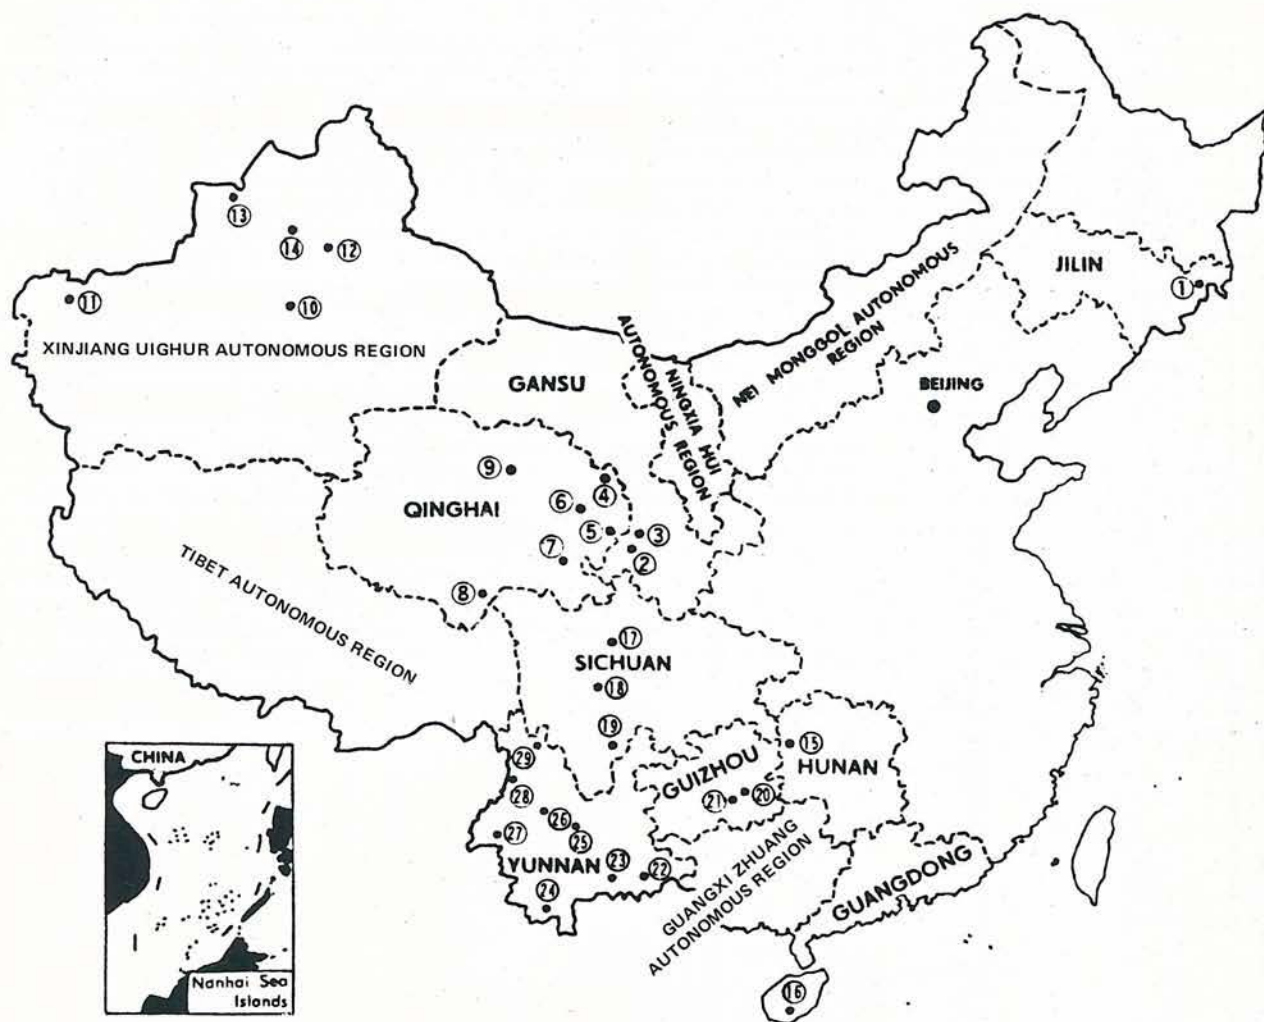 ⑬
⑭
⑫
⑪
⑩
XINJIANG UIGHUR AUTONOMOUS REGION
GANSU
NINGXIA HUI
AUTONOMOUS REGION
NEI MONGGOL AUTONOMOUS
REGION
JILIN
①
BEIJING
⑨
QINGHAI
④
⑥
⑤
③
②
⑦
⑧
TIBET AUTONOMOUS REGION
⑰
SICHUAN
⑱
⑲
⑮
HUNAN
GUIZHOU
㉑
⑳
㉙
㉘
㉖
㉕
㉗
YUNNAN
㉓
㉒
㉔
GUANGXI ZHUANG
AUTONOMOUS REGION
GUANGDONG
⑯
CHINA
Nanhai Sea
Islands